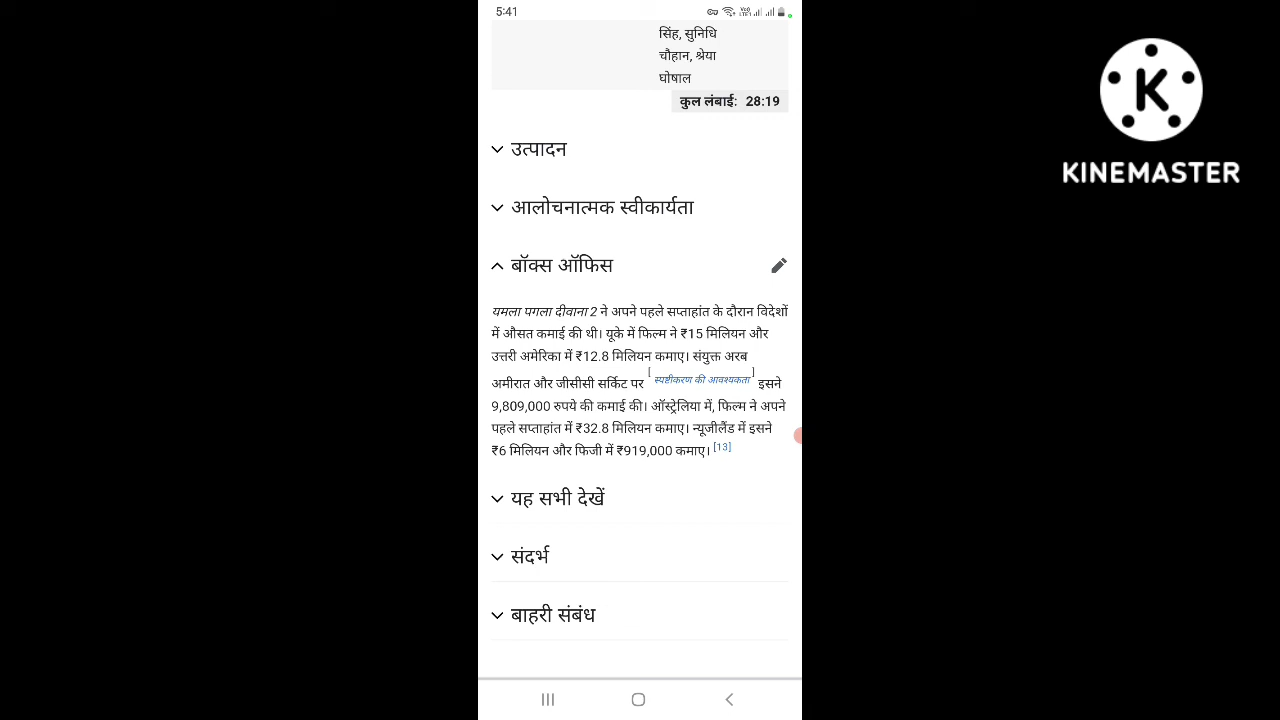 5:41
सिंह, सुनिधि
चौहान, श्रेया
घोषाल
कुल लंबाई: 28:19
K
KINEMASTER
उत्पादन
आलोचनात्मक स्वीकार्यता
बॉक्स ऑफिस
यमला पगला दीवाना 2 ने अपने पहले सप्ताहांत के दौरान विदेशों
में औसत कमाई की थी। यूके में फिल्म ने ₹15 मिलियन और
उत्तरी अमेरिका में ₹12.8 मिलियन कमाए। संयुक्त अरब
अमीरात और जीसीसी सर्किट पर [ स्पष्टीकरण की आवश्यकता ] इसने
9,809,000 रुपये की कमाई की। ऑस्ट्रेलिया में, फिल्म ने अपने
पहले सप्ताहांत में ₹32.8 मिलियन कमाए। न्यूजीलैंड में इसने
₹6 मिलियन और फिजी में ₹919,000 कमाए। [13]
यह सभी देखें
संदर्भ
बाहरी संबंध